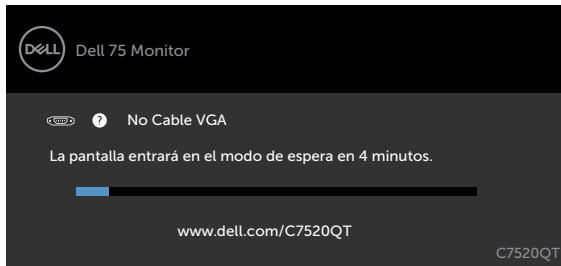 DELL
Dell 75 Monitor
? No Cable VGA
La pantalla entrará en el modo de espera en 4 minutos.
www.dell.com/C7520QT
C7520QT